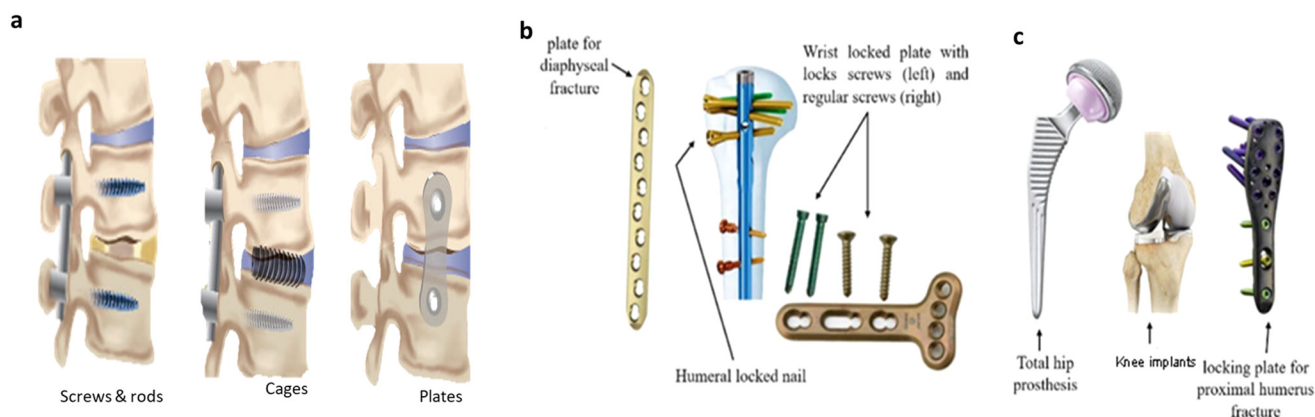 a
Screws & rods
Cages
Plates
b
plate for
diaphyseal
fracture
Wrist locked plate with
locks screws (left) and
regular screws (right)
Humeral locked nail
c
Total hip
prosthesis
Knee implants
locking plate for
proximal humerus
fracture